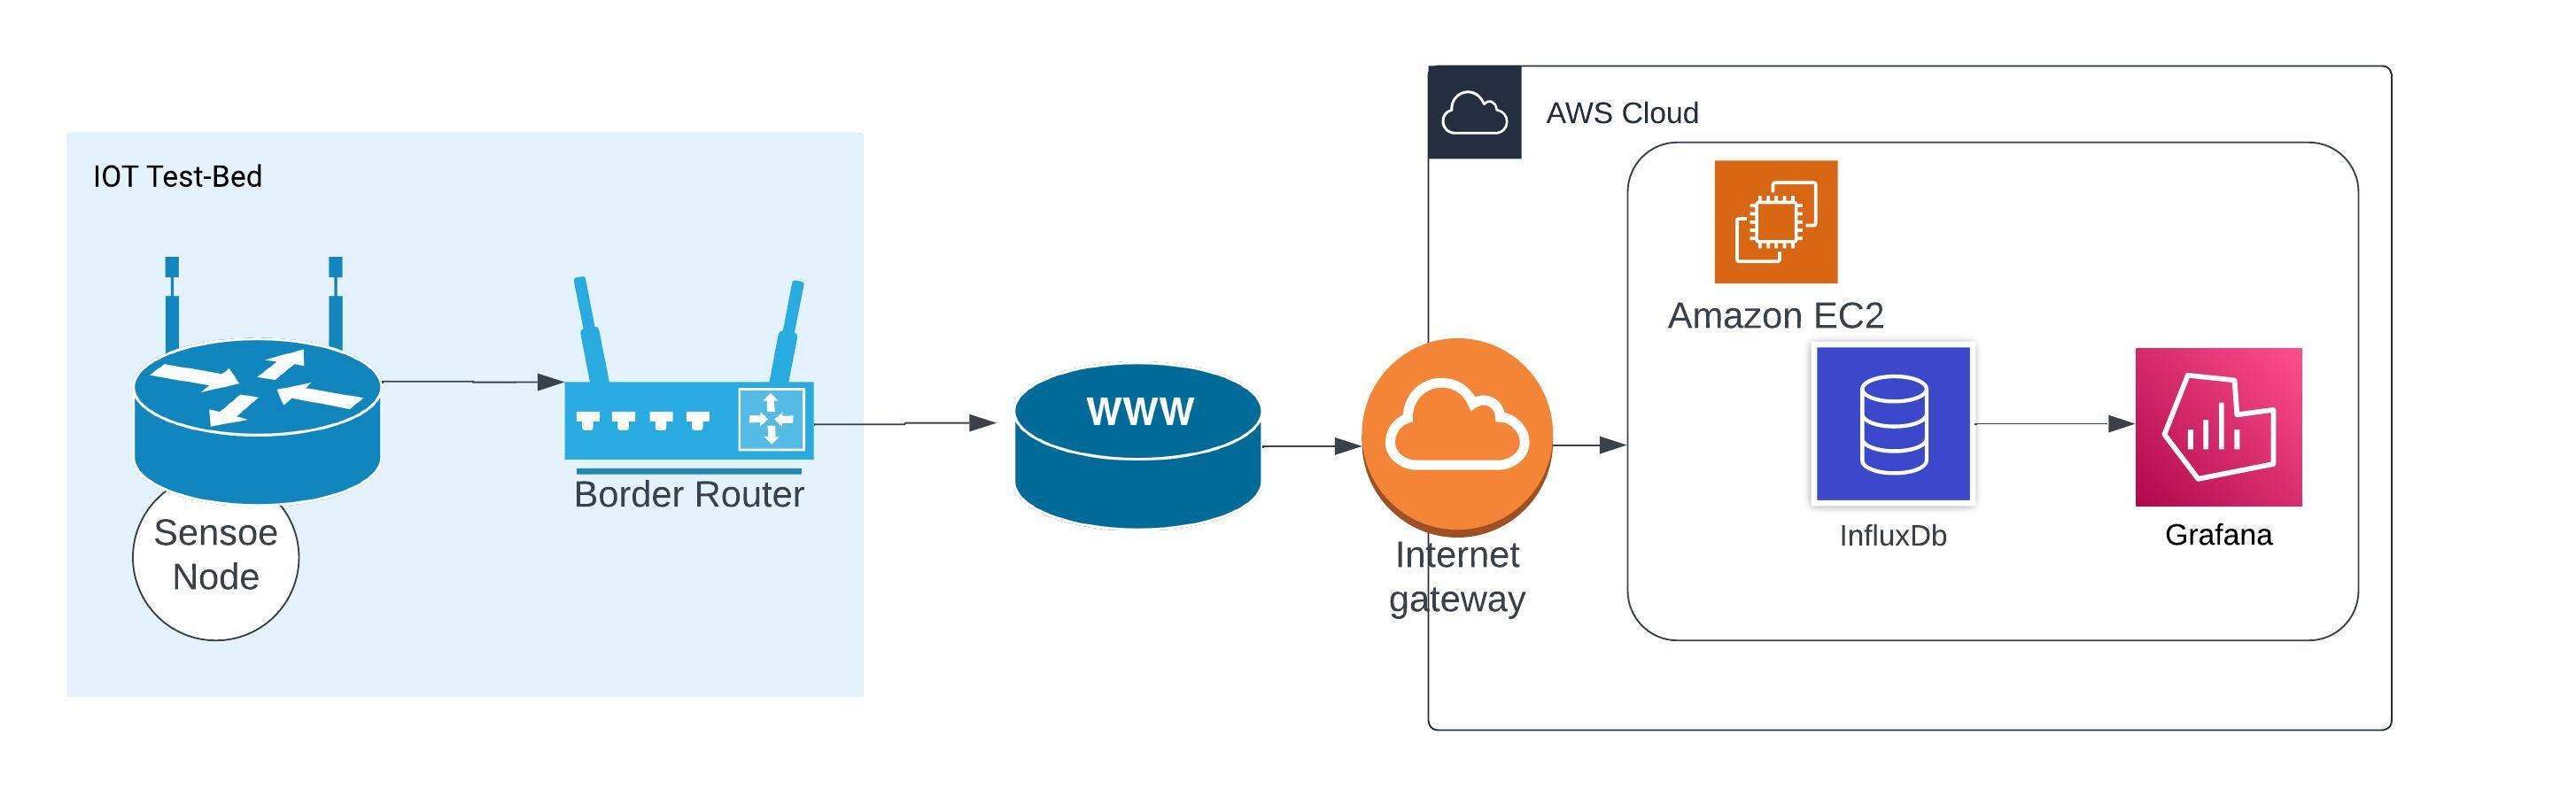 AWS Cloud
IOT Test-Bed
Amazon EC2
WWW
Border Router
Sensoe
Node
Internet
gateway
InfluxDb
Grafana